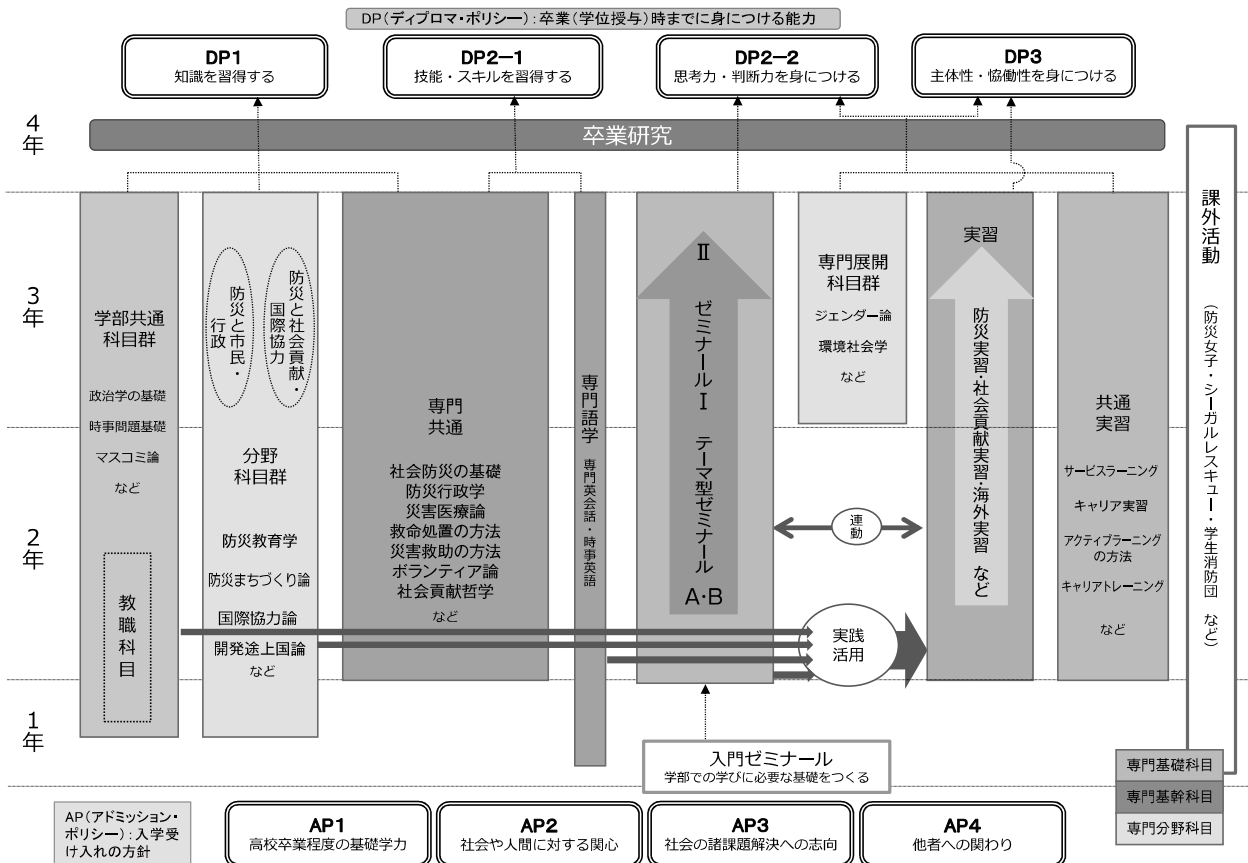 DP(ディプロマ・ポリシー):卒業(学位授与)時までに身につける能力
DP1
知識を習得する
DP2−1
技能・スキルを習得する
DP2−2
思考力・判断力を身につける
DP3
主体性・恊働性を身につける
4年
卒業研究
3年
2年
1年
学部共通
科目群
政治学の基礎
時事問題基礎
マスコミ論
など
教職科目
防災と市民・
行政
防災と社会貢献・
国際協力
分野
科目群
防災教育学
防災まちづくり論
国際協力論
開発途上国論
など
専門
共通
社会防災の基礎
防災行政学
災害医療論
救命処置の方法
災害救助の方法
ボランティア論
社会貢献哲学
など
専門語学 専門英会話・時事英語
Ⅱ ゼミナールⅠ テーマ型ゼミナール A・B
専門展開
科目群
ジェンダー論
環境社会学
など
連動
実践
活用
実習
防災実習・社会貢献実習・海外実習 など
共通
実習
サービスラーニング
キャリア実習
アクティブラーニング
の方法
キャリアトレーニング
など
課外活動 (防災女子・シーガルレスキュー・学生消防団 など)
入門ゼミナール
学部での学びに必要な基礎をつくる
専門基礎科目
専門基幹科目
専門分野科目
AP(アドミッション・
ポリシー):入学受
け入れの方針
AP1
高校卒業程度の基礎学力
AP2
社会や人間に対する関心
AP3
社会の諸課題解決への志向
AP4
他者への関わり